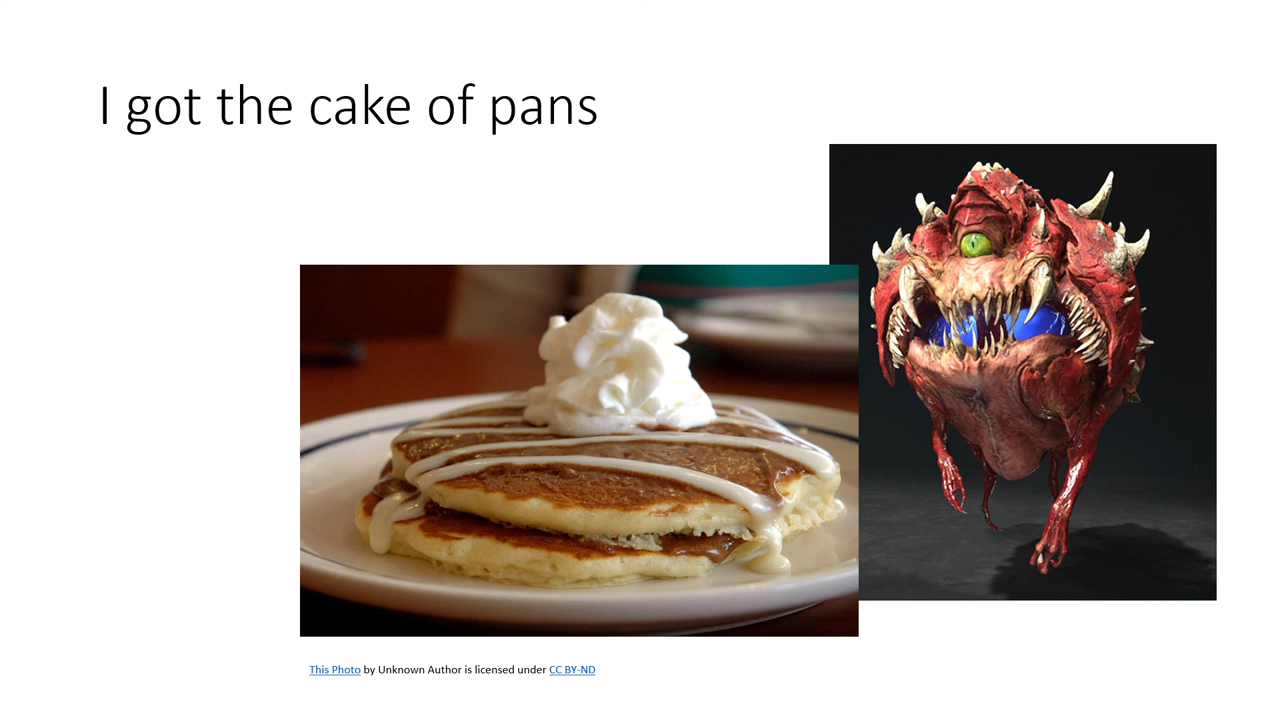 I got the cake of pans
This Photo by Unknown Author is licensed under CC BY-ND